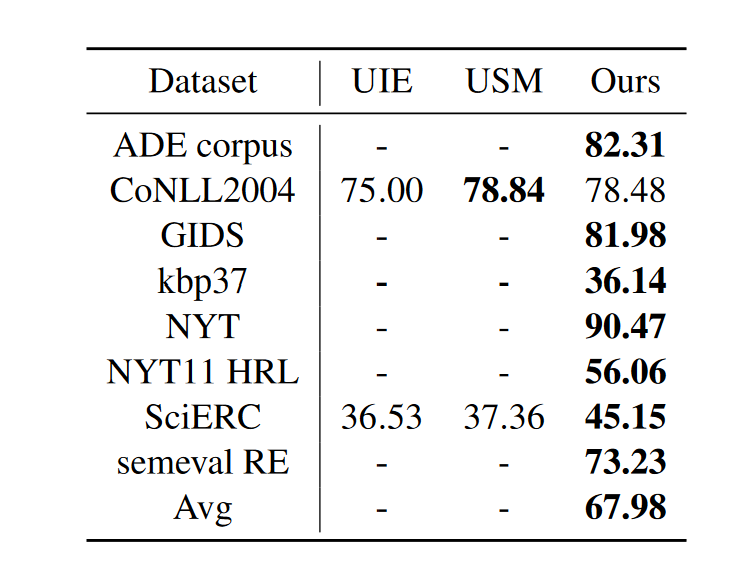 Dataset UIE USM Ours
ADE corpus - - 82.31
CoNLL2004 75.00 78.84 78.48
GIDS - - 81.98
kbp37 - - 36.14
NYT - - 90.47
NYT11 HRL - - 56.06
SciERC 36.53 37.36 45.15
semeval RE - - 73.23
Avg - - 67.98